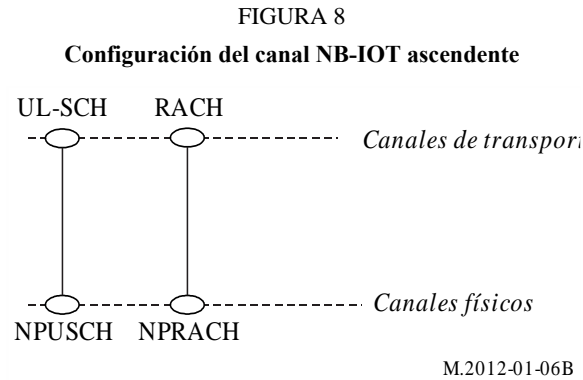 FIGURA 8
Configuración del canal NB-IOT ascendente
UL-SCH RACH
Canales de
Canales físicos
NPUSCH NPRACH
M.2012-01-06B